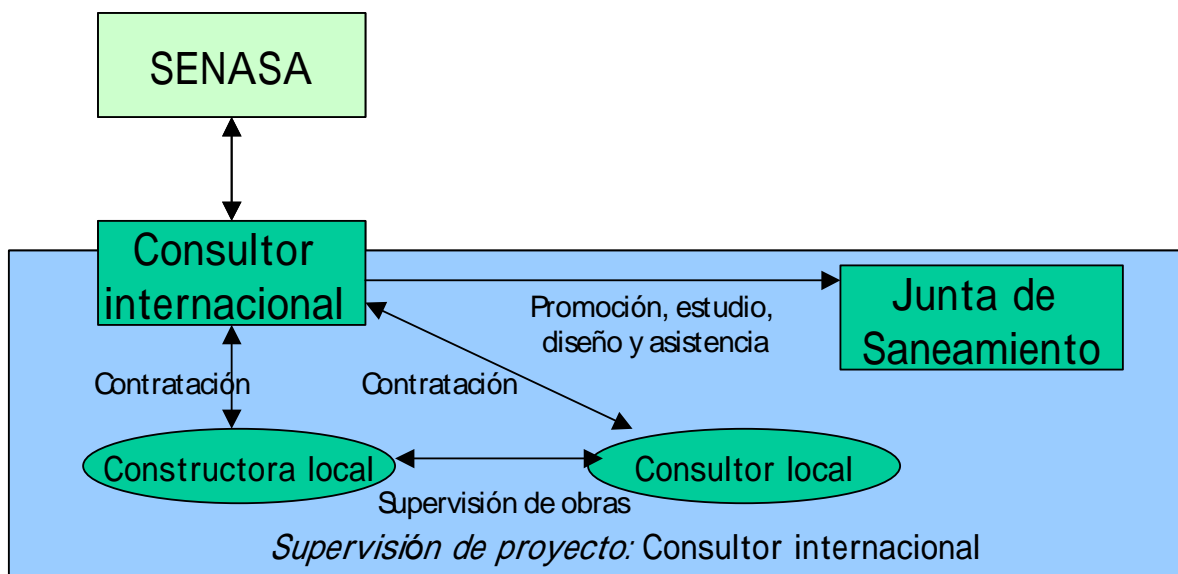 SENASA
Consultor
internacional
Promoción, estudio,
diseño y asistencia
Junta de
Saneamiento
Contratación
Contratación
Constructora local
Consultor local
Supervisión de obras
Supervisión de proyecto: Consultor internacional